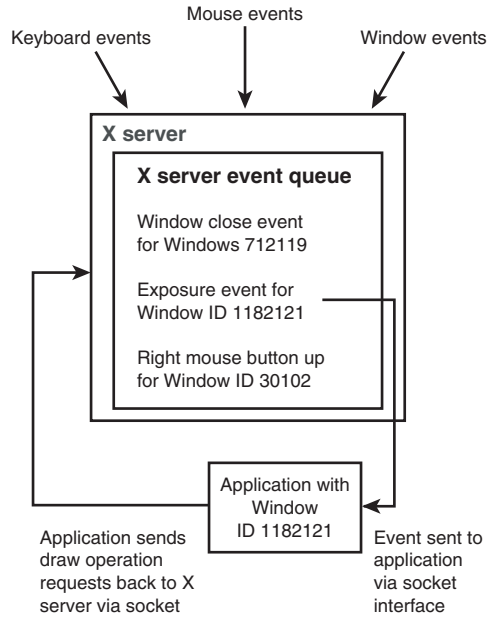 Mouse events
Keyboard events
Window events
X server
X server event queue
Window close event
for Windows 712119
Exposure event for
Window ID 1182121
Right mouse button up
for Window ID 30102
Application with
Window
ID 1182121
Application sends
draw operation
requests back to X
server via socket
Event sent to
application
via socket
interface